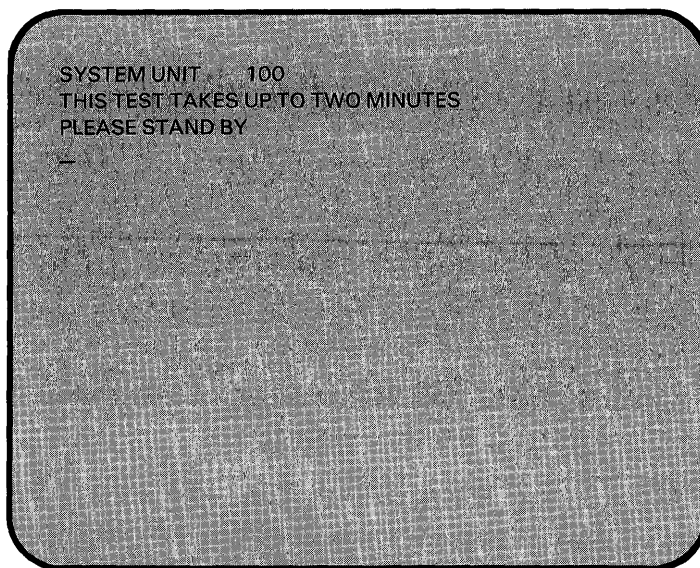 SYSTEM UNIT 100
THIS TEST TAKES UP TO TWO MINUTES
PLEASE STAND BY
_